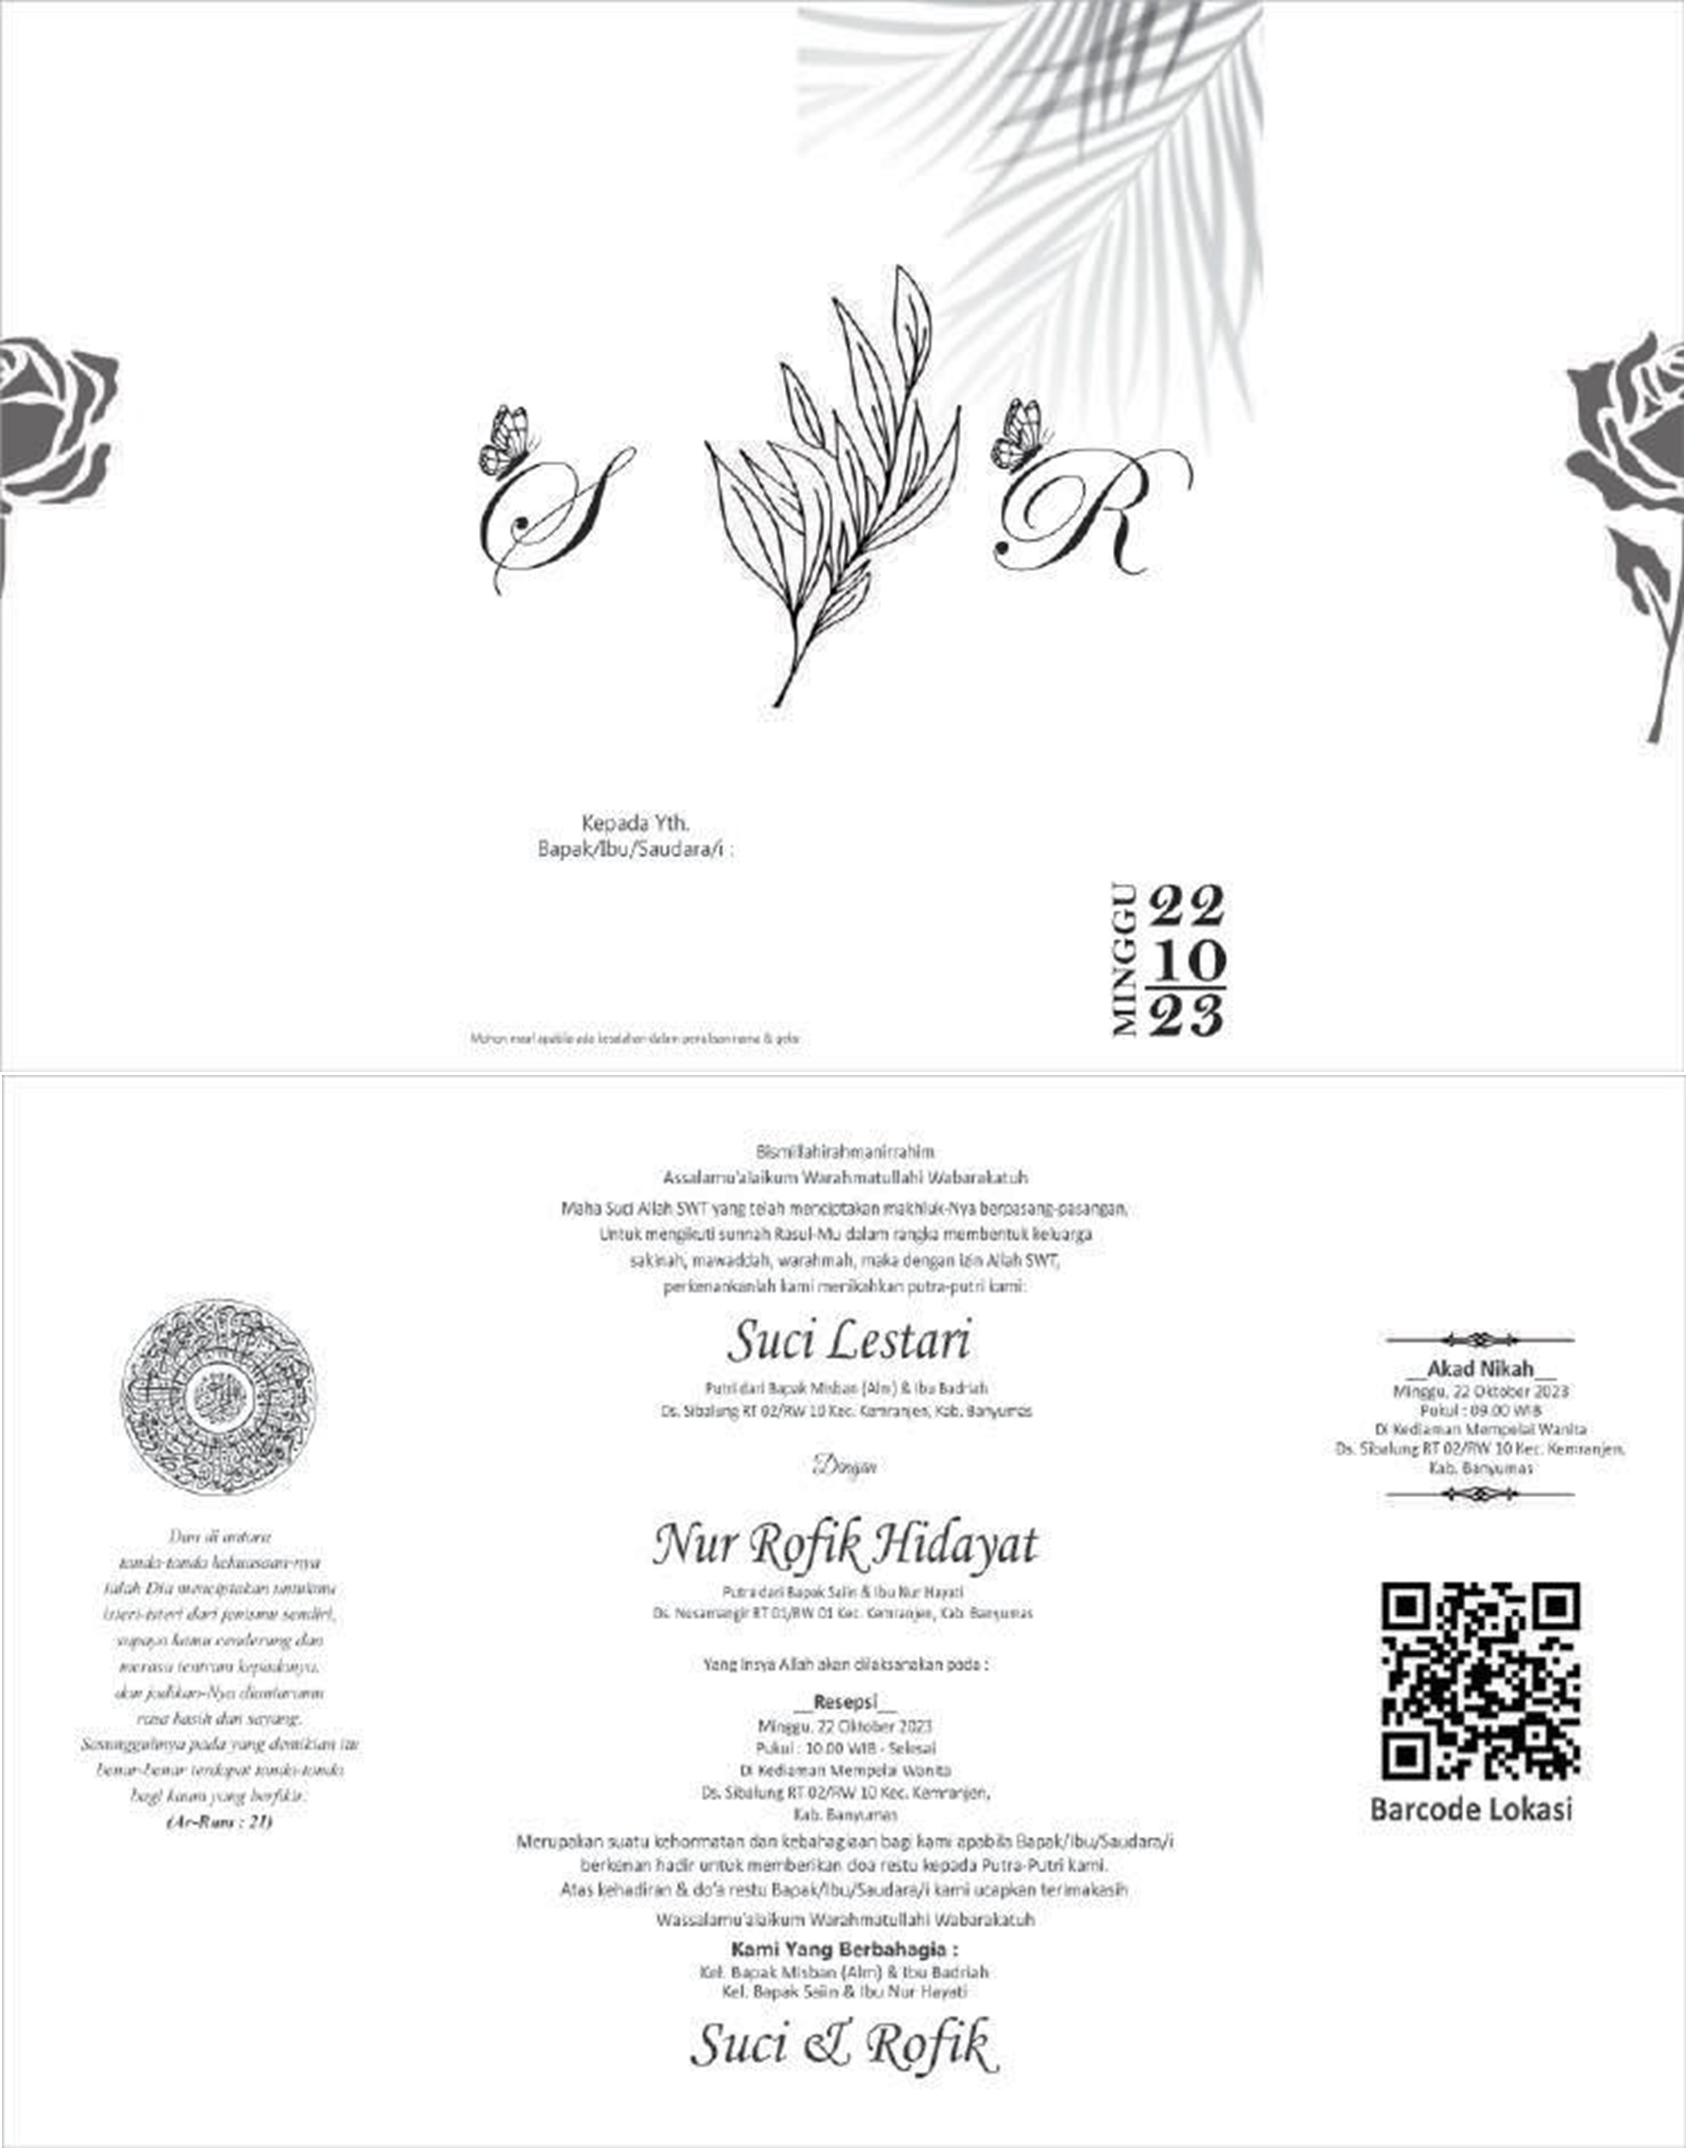 S R
Kepada Yth.
Bapak/Ibu/Saudara/i :
MINGGU
22
10
23
Mohon maaf apabila ada kesalahan dalam penulisan nama & gelar
Bismillahirahmanirrahim
Assalamu'alaikum Warahmatullahi Wabarakatuh
Maha Suci Allah SWT yang telah menciptakan makhluk-Nya berpasang-pasangan,
Untuk mengikuti sunnah Rasul-Mu dalam rangka membentuk keluarga
sakinah, mawaddah, warahmah, maka dengan izin Allah SWT,
perkenankanlah kami menikahkan putra-putri kami:
Suci Lestari
Putri dari Bapak Misban (Alm) & Ibu Badriah
Ds. Sibalung RT 02/RW 10 Kec. Kemranjen, Kab. Banyumas
Dengan
Nur Rofik Hidayat
Putra dari Bapak Saiin & Ibu Nur Hayati
Ds. Nusamangir RT 01/RW 01 Kec. Kemranjen, Kab. Banyumas
Yang Insya Allah akan dilaksanakan pada :
__Resepsi__
Minggu, 22 Oktober 2023
Pukul : 10.00 WIB - Selesai
Di Kediaman Mempelai Wanita
Ds. Sibalung RT 02/RW 10 Kec. Kemranjen,
Kab. Banyumas
Merupakan suatu kehormatan dan kebahagiaan bagi kami apabila Bapak/Ibu/Saudara/i
berkenan hadir untuk memberikan doa restu kepada Putra-Putri kami.
Atas kehadiran & do'a restu Bapak/Ibu/Saudara/i kami ucapkan terimakasih
Wassalamu'alaikum Warahmatullahi Wabarakatuh
Kami Yang Berbahagia :
Kel. Bapak Misban (Alm) & Ibu Badriah
Kel. Bapak Saiin & Ibu Nur Hayati
Suci & Rofik
Dan di antara
tanda-tanda kekuasaan-nya
ialah Dia menciptakan untukmu
isteri-isteri dari jenismu sendiri,
supaya kamu cenderung dan
merasa tentram kepadanya,
dan jadikan-Nya diantaramu
rasa kasih dan sayang.
Sesungguhnya pada yang demikian itu
benar-benar terdapat tanda-tanda
bagi kaum yang berfikir.
(Ar-Rum : 21)
__Akad Nikah__
Minggu, 22 Oktober 2023
Pukul : 09.00 WIB
Di Kediaman Mempelai Wanita
Ds. Sibalung RT 02/RW 10 Kec. Kemranjen,
Kab. Banyumas
Barcode Lokasi